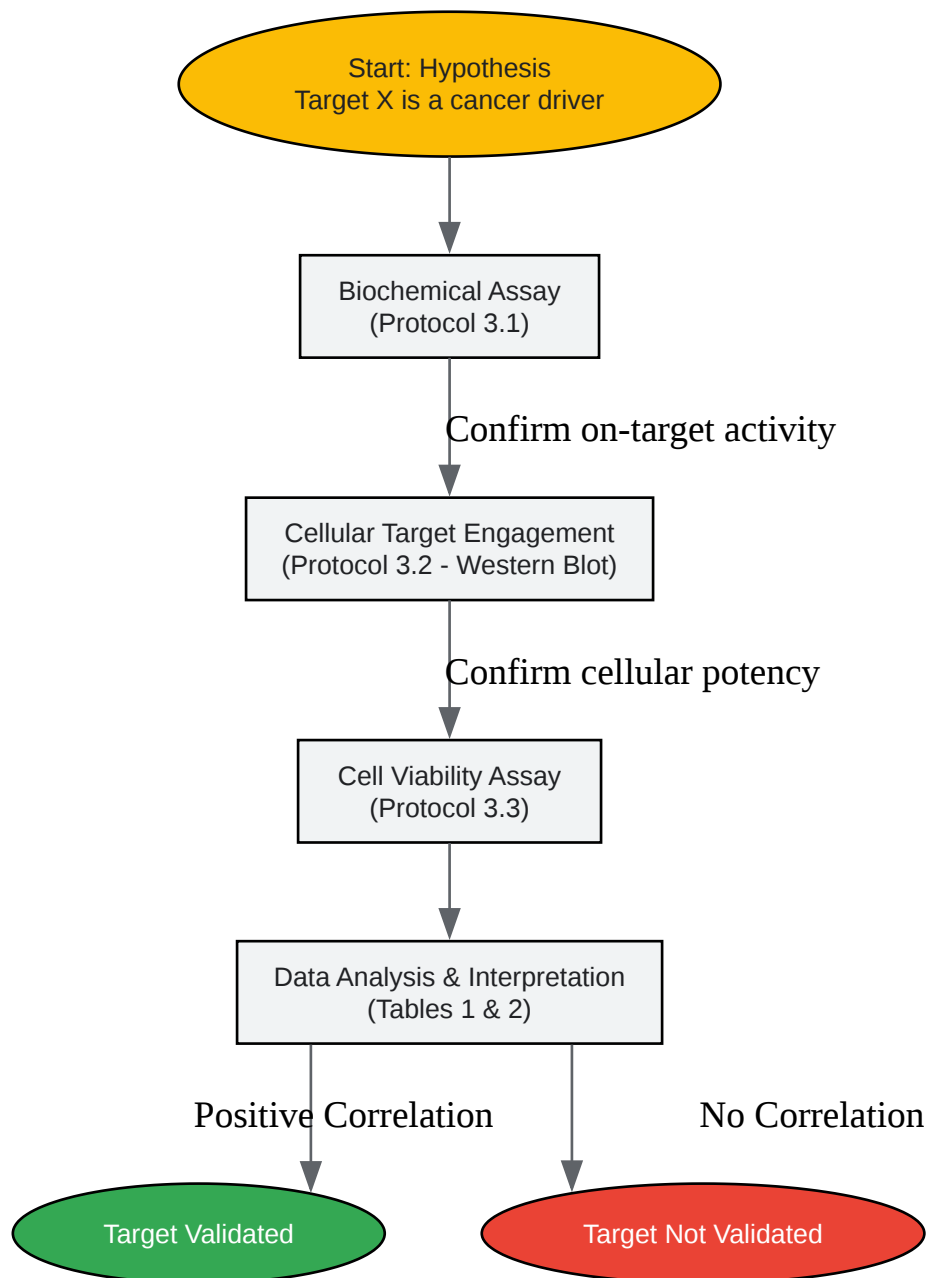 Start: Hypothesis
Target X is a cancer driver
Biochemical Assay
(Protocol 3.1)
Confirm on-target activity
Cellular Target Engagement
(Protocol 3.2 - Western Blot)
Confirm cellular potency
Cell Viability Assay
(Protocol 3.3)
Data Analysis & Interpretation
(Tables 1 & 2)
Positive Correlation
No Correlation
Target Validated
Target Not Validated